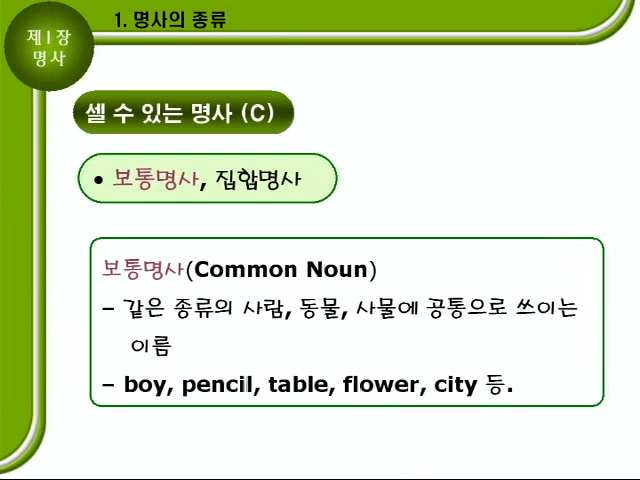 1. 명사의 종류
제1장
명사
셀 수 있는 명사 (C)
• 보통명사, 집합명사
보통명사(Common Noun)
– 같은 종류의 사람, 동물, 사물에 공통으로 쓰이는
이름
– boy, pencil, table, flower, city 등.